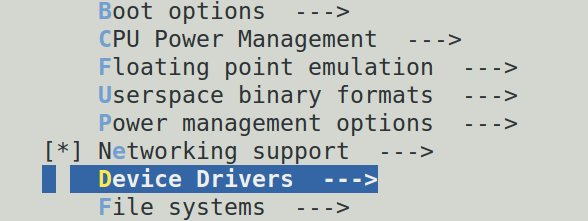 Boot options  --->
CPU Power Management  --->
Floating point emulation  --->
Userspace binary formats  --->
Power management options  --->
[*] Networking support  --->
Device Drivers  --->
File systems  --->